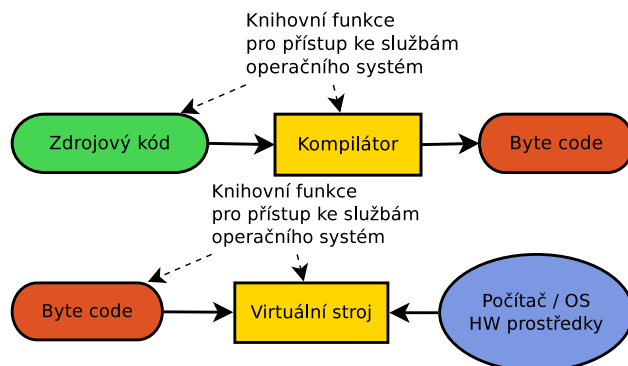 Knihovní funkce
pro přístup ke službám
operačního systém
Zdrojový kód
Kompilátor
Byte code
Knihovní funkce
pro přístup ke službám
operačního systém
Byte code
Virtuální stroj
Počítač / OS
HW prostředky